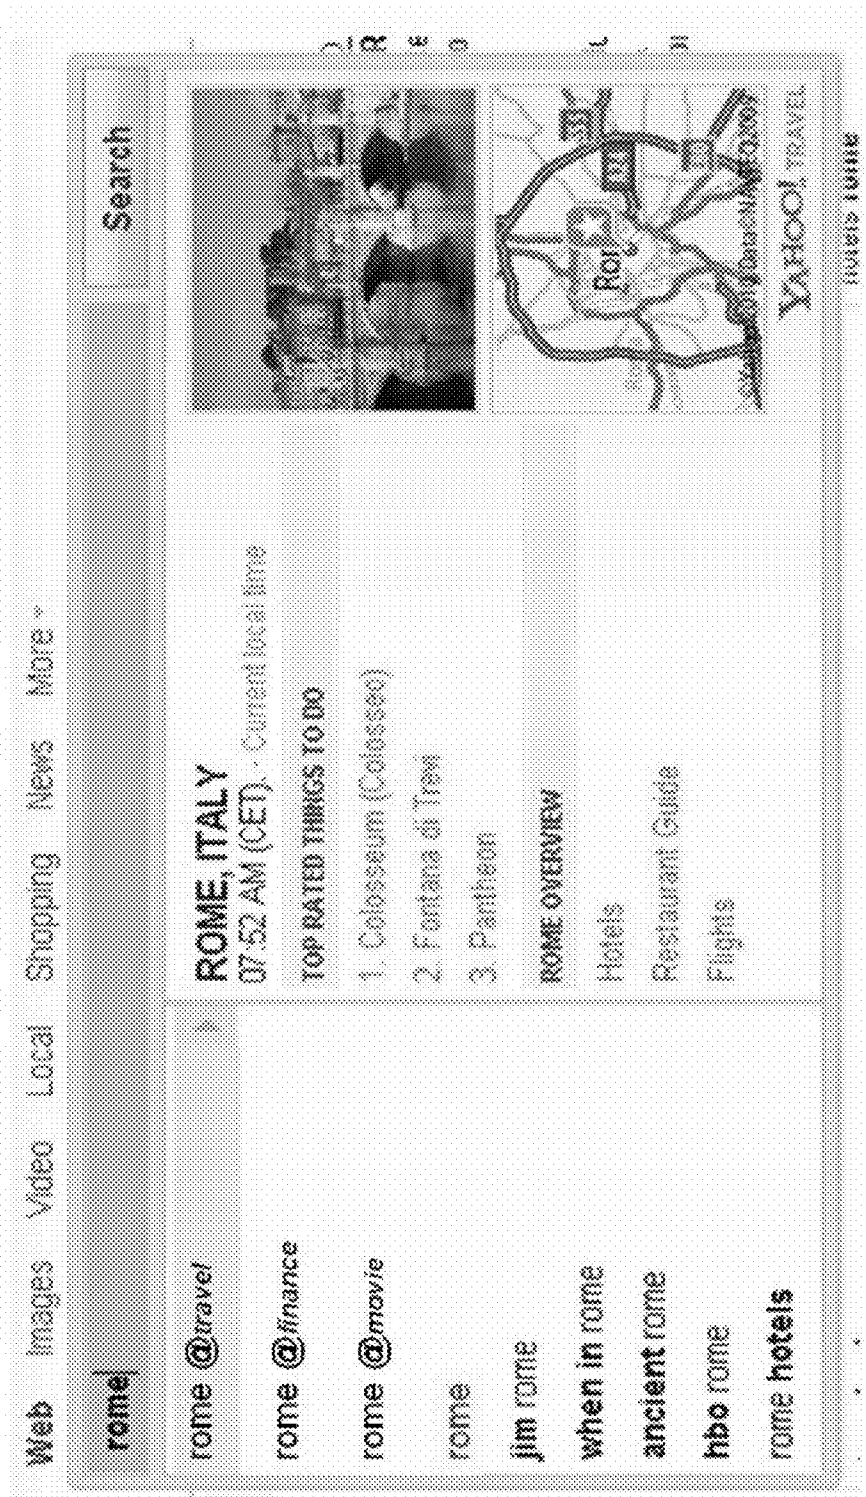 Web Images Video Local Shopping News More
rome
Search
rome @travel
rome @finance
rome @movie
rome
jim rome
when in rome
ancient rome
hbo rome
rome hotels
ROME, ITALY
07:52 AM (CET). - Current local time
TOP RATED THINGS TO DO
1. Colosseum (Colosseo)
2. Fontana di Trevi
3. Pantheon
ROME OVERVIEW
Hotels
Restaurant Guide
Flights
YAHOO! TRAVEL